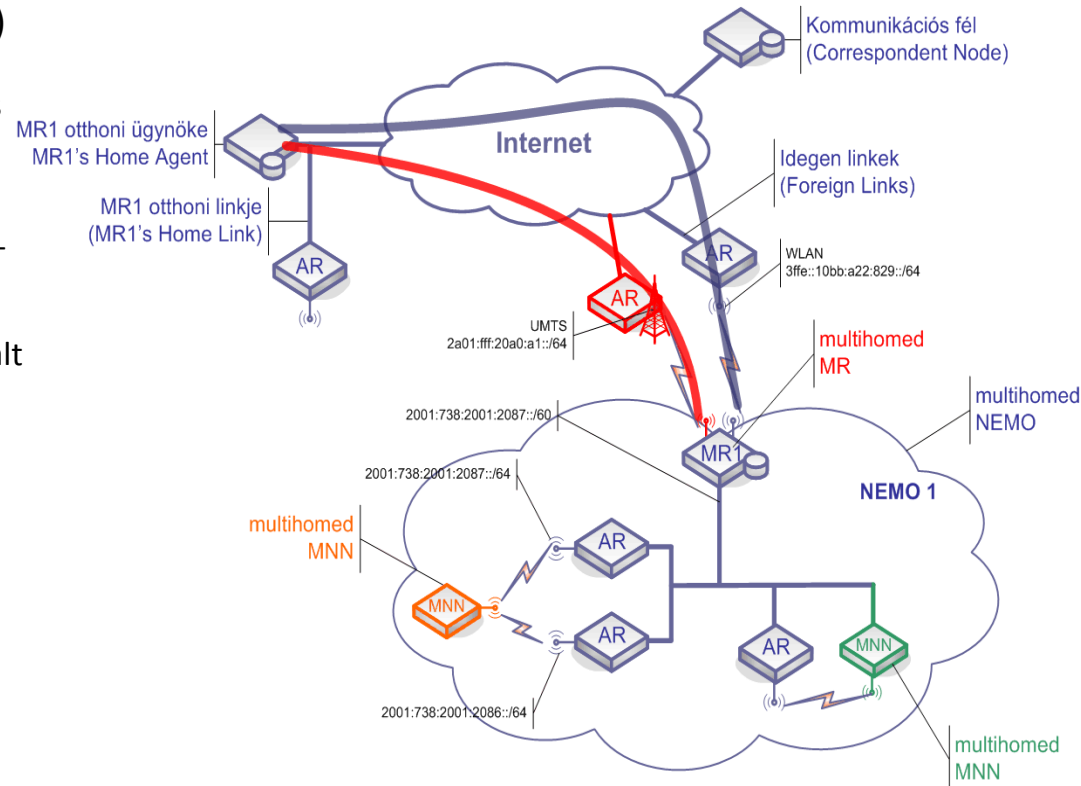 )
Kommunikációs fél
(Correspondent Node)
MR1 otthoni ügynöke
MR1's Home Agent
Internet
Idegen linkek
(Foreign Links)
MR1 otthoni linkje
(MR1's Home Link)
AR
AR
WLAN
3ffe::10bb:a22:829::/64
AR
UMTS
2a01:fff:20a0:a1::/64
alt
multihomed
MR
multihomed
NEMO
2001:738:2001:2087::/60
MR1
2001:738:2001:2087::/64
NEMO 1
multihomed
MNN
AR
MNN
AR
AR
MNN
2001:738:2001:2086::/64
multihomed
MNN